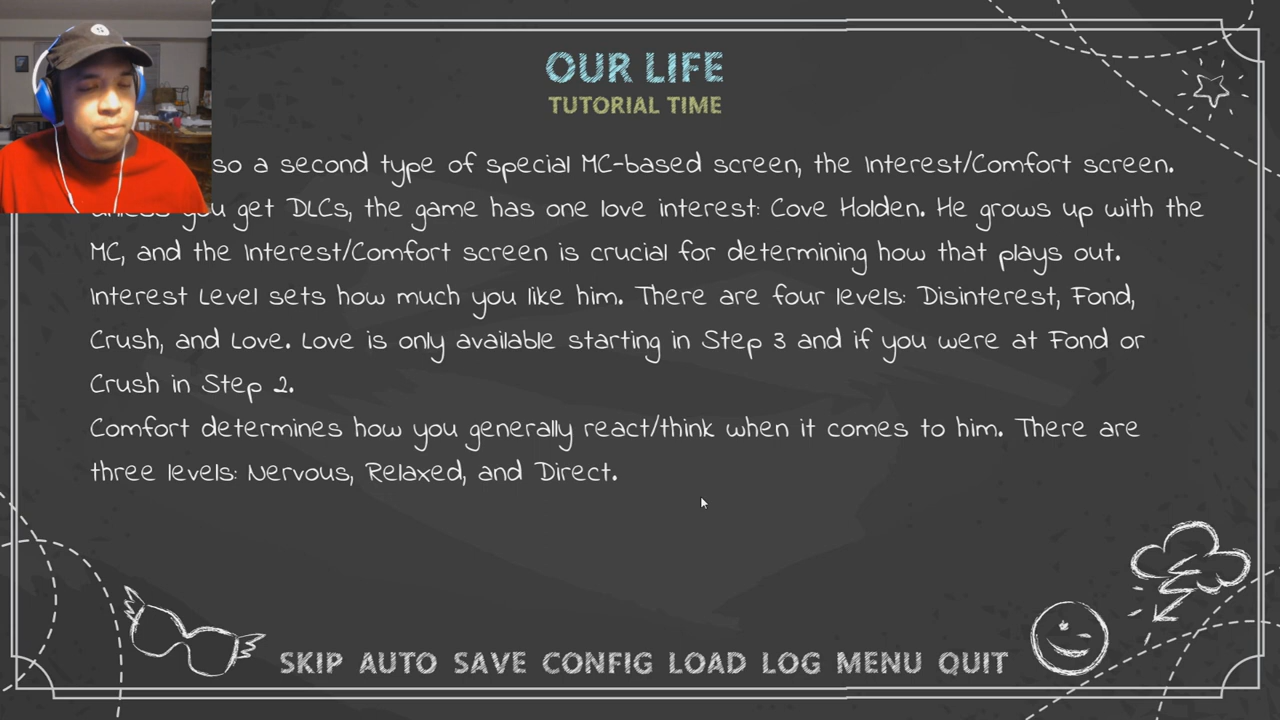 OUR LIFE
TUTORIAL TIME
so a second type of special MC-based screen, the Interest/Comfort screen.
you get DLCs, the game has one love interest: Cove Holden. He grows up with the
MC, and the Interest/Comfort screen is crucial for determining how that plays out.
Interest Level sets how much you like him. There are four levels: Disinterest, Fond,
Crush, and Love. Love is only available starting in Step 3 and if you were at Fond or
Crush in Step 2.
Comfort determines how you generally react/think when it comes to him. There are
three levels: Nervous, Relaxed, and Direct.
SKIP AUTO SAVE CONFIG LOAD LOG MENU QUIT